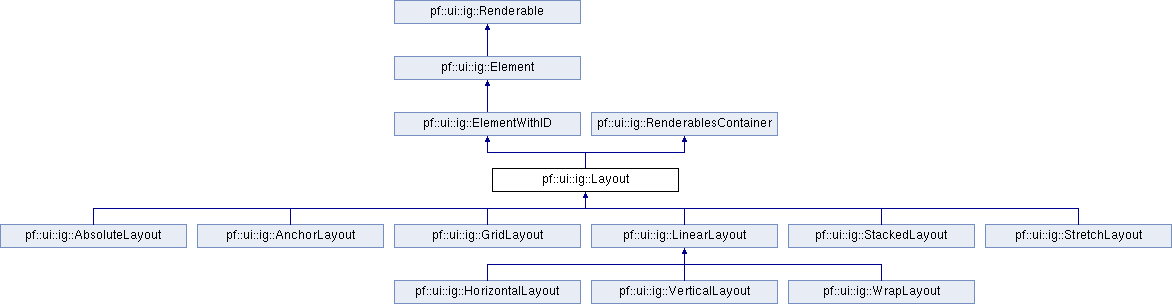 pf::ui::ig::Renderable
pf::ui::ig::Element
pf::ui::ig::ElementWithID
pf::ui::ig::RenderablesContainer
pf::ui::ig::Layout
pf::ui::ig::AbsoluteLayout
pf::ui::ig::AnchorLayout
pf::ui::ig::GridLayout
pf::ui::ig::LinearLayout
pf::ui::ig::StackedLayout
pf::ui::ig::StretchLayout
pf::ui::ig::HorizontalLayout
pf::ui::ig::VerticalLayout
pf::ui::ig::WrapLayout